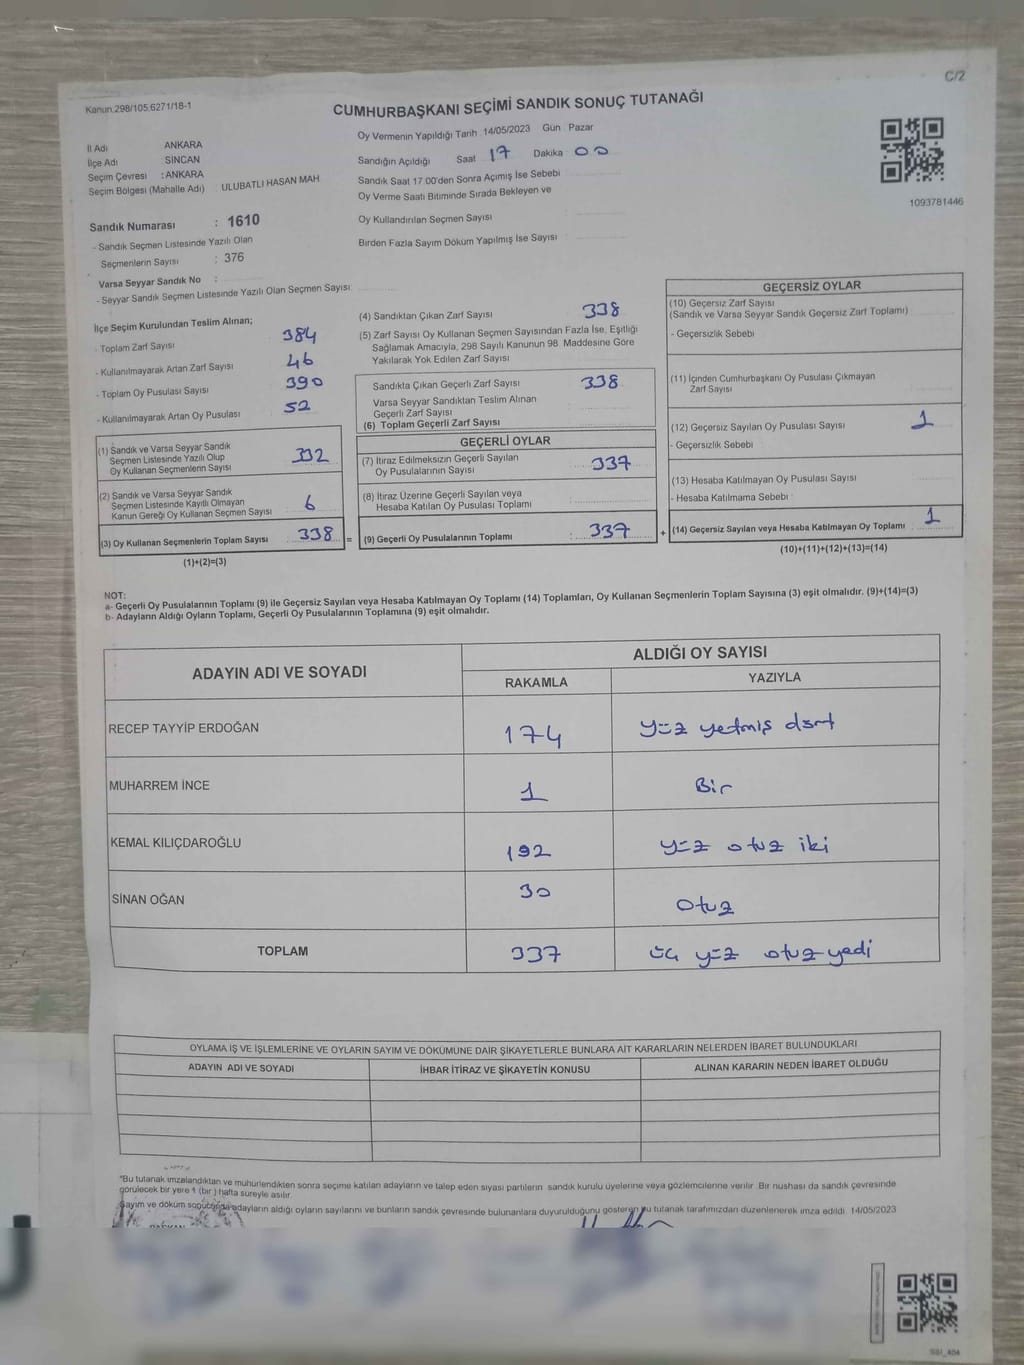 C/2
Kanun:298/105,6271/18-1
CUMHURBAŞKANI SEÇİMİ SANDIK SONUÇ TUTANAĞI
İl Adı ANKARA
İlçe Adı SİNCAN
Seçim Çevresi :ANKARA
Seçim Bölgesi (Mahalle Adı) : ULUBATLI HASAN MAH
Oy Vermenin Yapıldığı Tarih 14/05/2023 Gün Pazar
Sandığın Açıldığı Saat 17 Dakika 00
Sandık Saat 17:00'den Sonra Açımış İse Sebebi
Oy Verme Saati Bitiminde Sırada Bekleyen ve
Oy Kullandırılan Seçmen Sayısı
Birden Fazla Sayım Döküm Yapılmış İse Sayısı
1093781446
Sandık Numarası : 1610
- Sandık Seçmen Listesinde Yazılı Olan
Seçmenlerin Sayısı : 376
Varsa Seyyar Sandık No :
- Seyyar Sandık Seçmen Listesinde Yazılı Olan Seçmen Sayısı:
İlçe Seçim Kurulundan Teslim Alınan;
- Toplam Zarf Sayısı 384
- Kullanılmayarak Artan Zarf Sayısı 46
- Toplam Oy Pusulası Sayısı 390
- Kullanılmayarak Artan Oy Pusulası 52
(1) Sandık ve Varsa Seyyar Sandık
Seçmen Listesinde Yazılı Olup
Oy Kullanan Seçmenlerin Sayısı 332
(2) Sandık ve Varsa Seyyar Sandık
Seçmen Listesinde Kayıtlı Olmayan
Kanun Gereği Oy Kullanan Seçmen Sayısı 6
(3) Oy Kullanan Seçmenlerin Toplam Sayısı 338 =
(1)+(2)=(3)
(4) Sandıktan Çıkan Zarf Sayısı 338
(5) Zarf Sayısı Oy Kullanan Seçmen Sayısından Fazla İse, Eşitliği
Sağlamak Amacıyla, 298 Sayılı Kanunun 98. Maddesine Göre
Yakılarak Yok Edilen Zarf Sayısı
Sandıkta Çıkan Geçerli Zarf Sayısı 338
Varsa Seyyar Sandıktan Teslim Alınan
Geçerli Zarf Sayısı
(6) Toplam Geçerli Zarf Sayısı
GEÇERLİ OYLAR
(7) İtiraz Edilmeksizin Geçerli Sayılan
Oy Pusulalarının Sayısı 337
(8) İtiraz Üzerine Geçerli Sayılan veya
Hesaba Katılan Oy Pusulası Toplamı
(9) Geçerli Oy Pusulalarının Toplamı : 337 +
GEÇERSİZ OYLAR
(10) Geçersiz Zarf Sayısı
(Sandık ve Varsa Seyyar Sandık Geçersiz Zarf Toplamı)
- Geçersizlik Sebebi
(11) İçinden Cumhurbaşkanı Oy Pusulası Çıkmayan
Zarf Sayısı
(12) Geçersiz Sayılan Oy Pusulası Sayısı 1
- Geçersizlik Sebebi
(13) Hesaba Katılmayan Oy Pusulası Sayısı
- Hesaba Katılmama Sebebi
(14) Geçersiz Sayılan veya Hesaba Katılmayan Oy Toplamı 1
(10)+(11)+(12)+(13)=(14)
NOT:
a- Geçerli Oy Pusulalarının Toplamı (9) ile Geçersiz Sayılan veya Hesaba Katılmayan Oy Toplamı (14) Toplamları, Oy Kullanan Seçmenlerin Toplam Sayısına (3) eşit olmalıdır. (9)+(14)=(3)
b- Adayların Aldığı Oyların Toplamı, Geçerli Oy Pusulalarının Toplamına (9) eşit olmalıdır.
ADAYIN ADI VE SOYADI ALDIĞI OY SAYISI
RAKAMLA YAZIYLA
RECEP TAYYİP ERDOĞAN 174 yüz yetmiş dört
MUHARREM İNCE 1 Bir
KEMAL KILIÇDAROĞLU 132 yüz otuz iki
SİNAN OĞAN 30 otuz
TOPLAM 337 üç yüz otuz yedi
OYLAMA İŞ VE İŞLEMLERİNE VE OYLARIN SAYIM VE DÖKÜMÜNE DAİR ŞİKAYETLERLE BUNLARA AİT KARARLARIN NELERDEN İBARET BULUNDUKLARI
ADAYIN ADI VE SOYADI İHBAR İTİRAZ VE ŞİKAYETİN KONUSU ALINAN KARARIN NEDEN İBARET OLDUĞU
*Bu tutanak imzalandıktan ve mühürlendikten sonra seçime katılan adayların ve talep eden siyasi partilerin sandık kurulu üyelerine veya gözlemcilerine verilir. Bir nüshası da sandık çevresinde
görülecek bir yere 1 (bir) hafta süreyle asılır.
Sayım ve döküm sonucunda adayların aldığı oyların sayılarını ve bunların sandık çevresinde bulunanlara duyurulduğunu gösteren bu tutanak tarafımızdan düzenlenerek imza edildi. 14/05/2023
BAŞKAN